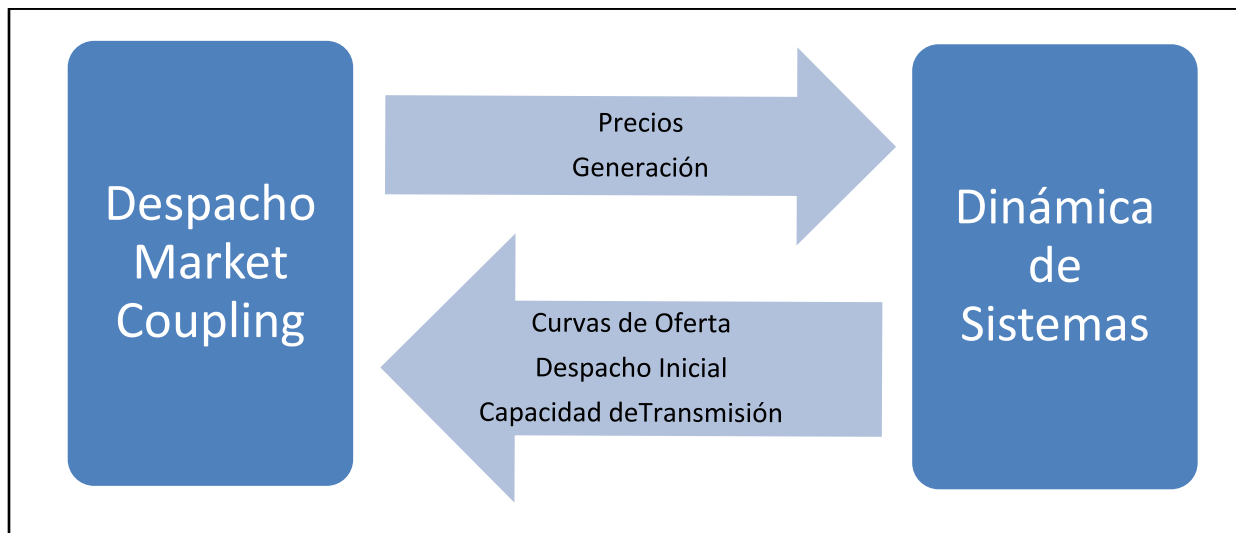 Despacho
Market
Coupling
Precios
Generación
Curvas de Oferta
Despacho Inicial
Capacidad deTransmisión
Dinámica
de
Sistemas